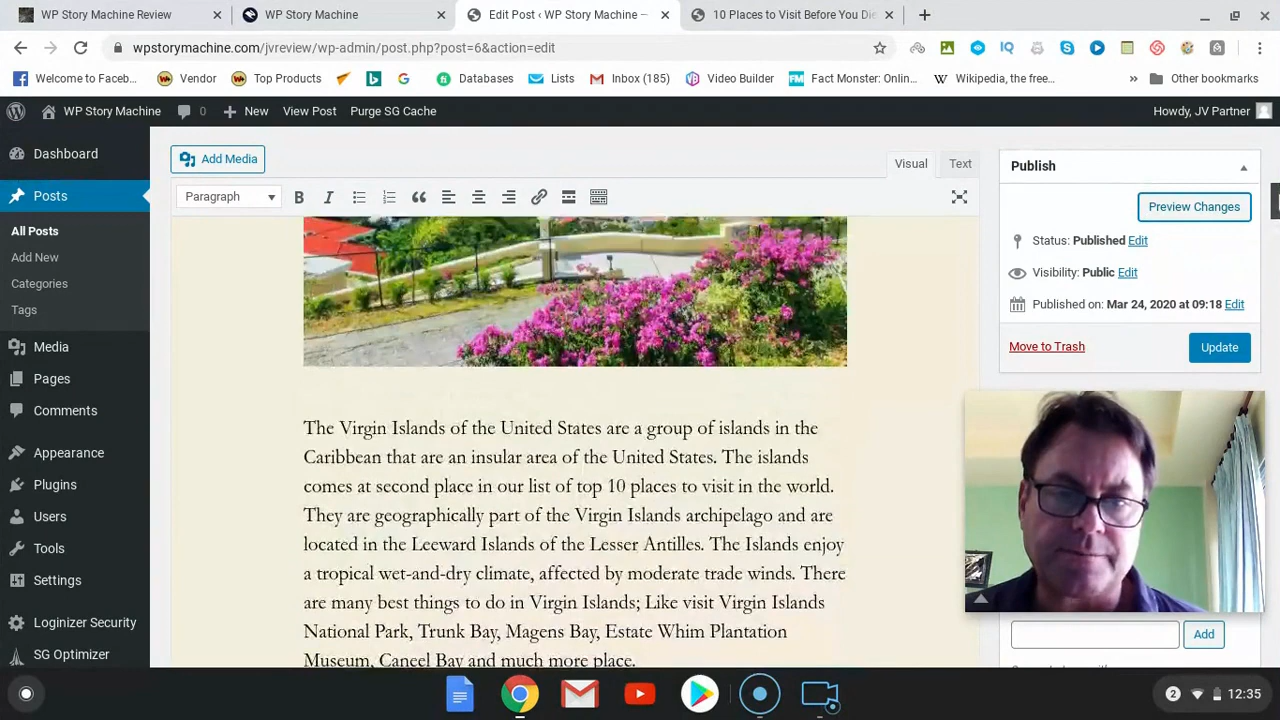 WP Story Machine Review
WP Story Machine
Edit Post ‹ WP Story Machine —
10 Places to Visit Before You Die
wpstorymachine.com/jvreview/wp-admin/post.php?post=6&action=edit
Welcome to Faceb...
Vendor
Top Products
Databases
Lists
Inbox (185)
Video Builder
Fact Monster: Onlin...
Wikipedia, the free...
Other bookmarks
WP Story Machine
0
New
View Post
Purge SG Cache
Howdy, JV Partner
Dashboard
Posts
All Posts
Add New
Categories
Tags
Media
Pages
Comments
Appearance
Plugins
Users
Tools
Settings
Loginizer Security
SG Optimizer
Add Media
Visual
Text
Paragraph
The Virgin Islands of the United States are a group of islands in the
Caribbean that are an insular area of the United States. The islands
comes at second place in our list of top 10 places to visit in the world.
They are geographically part of the Virgin Islands archipelago and are
located in the Leeward Islands of the Lesser Antilles. The Islands enjoy
a tropical wet-and-dry climate, affected by moderate trade winds. There
are many best things to do in Virgin Islands; Like visit Virgin Islands
National Park, Trunk Bay, Magens Bay, Estate Whim Plantation
Museum, Caneel Bay and much more place.
Publish
Preview Changes
Status: Published Edit
Visibility: Public Edit
Published on: Mar 24, 2020 at 09:18 Edit
Move to Trash
Update
Add
2
12:35